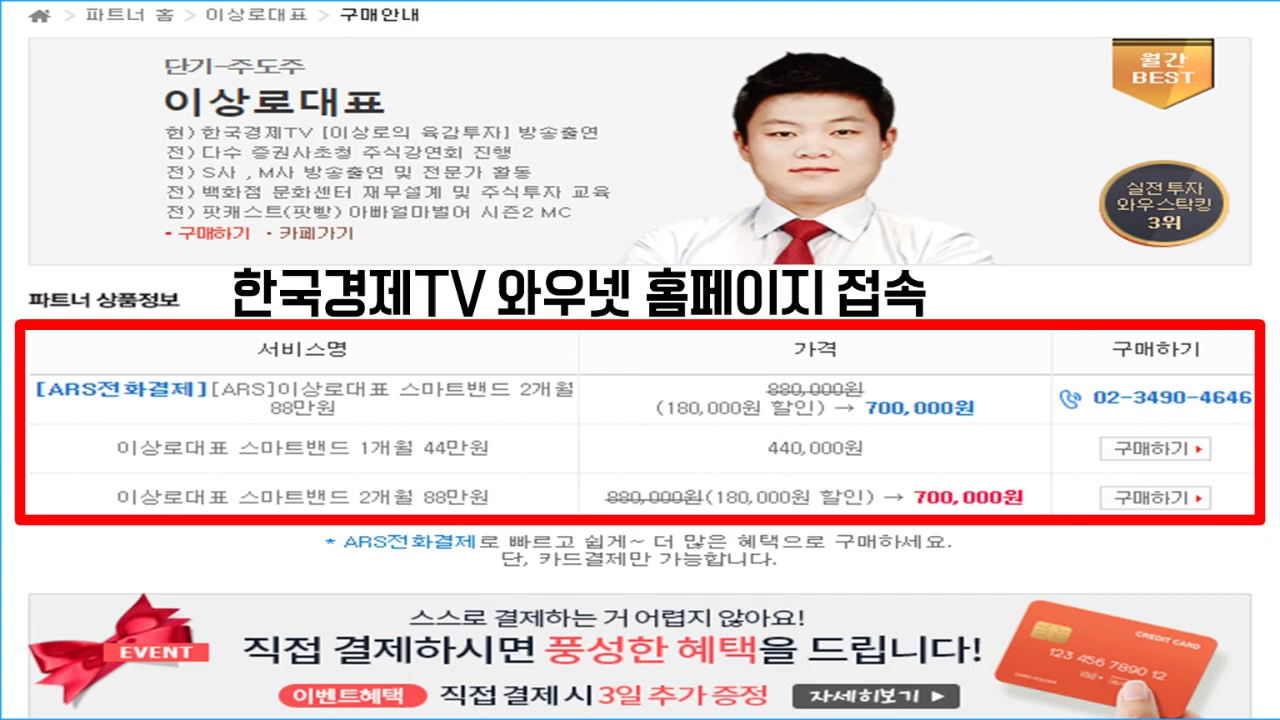 파트너 홈 > 이상로대표 > 구매안내
단기-주도주
이상로대표
현) 한국경제TV [이상로의 육감투자] 방송출연
전) 다수 증권사초청 주식강연회 진행
전) S사 , M사 방송출연 및 전문가 활동
전) 백화점 문화센터 재무설계 및 주식투자 교육
전) 팟캐스트(팟빵) 아빠얼마벌어 시즌2 MC
- 구매하기 · 카페가기
월간
BEST
실전투자
와우스탁킹
3위
파트너 상품정보
한국경제TV 와우넷 홈페이지 접속
서비스명 가격 구매하기
[ARS전화결제][ARS]이상로대표 스마트밴드 2개월
88만원
880,000원
(180,000원 할인) → 700,000원
02-3490-4646
이상로대표 스마트밴드 1개월 44만원 440,000원 구매하기
이상로대표 스마트밴드 2개월 88만원 880,000원(180,000원 할인) → 700,000원 구매하기
* ARS전화결제로 빠르고 쉽게~ 더 많은 혜택으로 구매하세요.
단, 카드결제만 가능합니다.
EVENT
스스로 결제하는 거 어렵지 않아요!
직접 결제하시면 풍성한 혜택을 드립니다!
이벤트혜택 직접 결제 시 3일 추가 증정 자세히보기 ▶
CREDIT CARD
123 456 7890 12